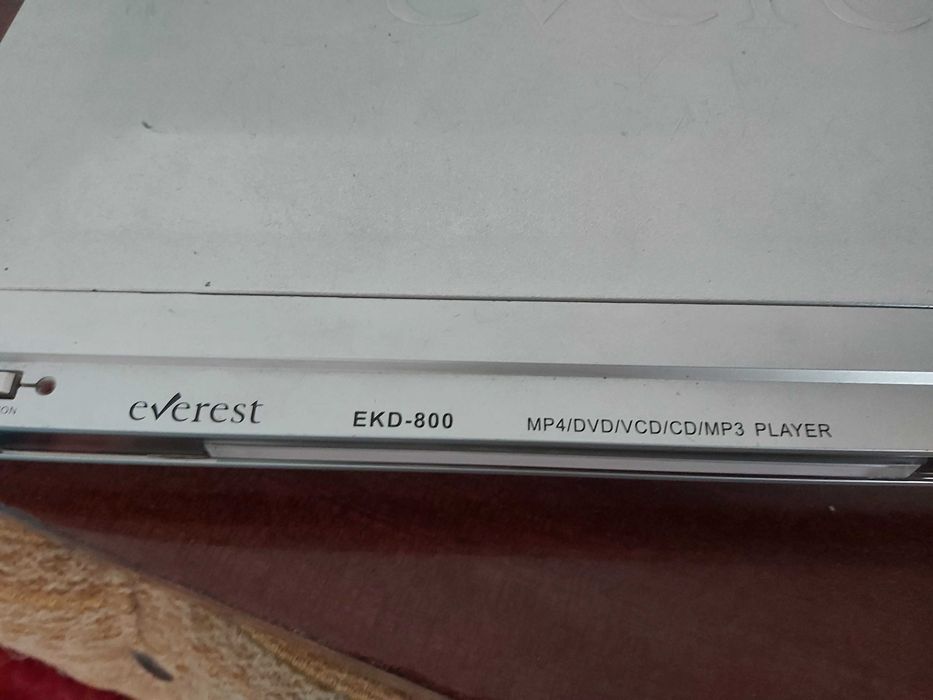 everest EKD-800 MP4/DVD/VCD/CD/MP3 PLAYER